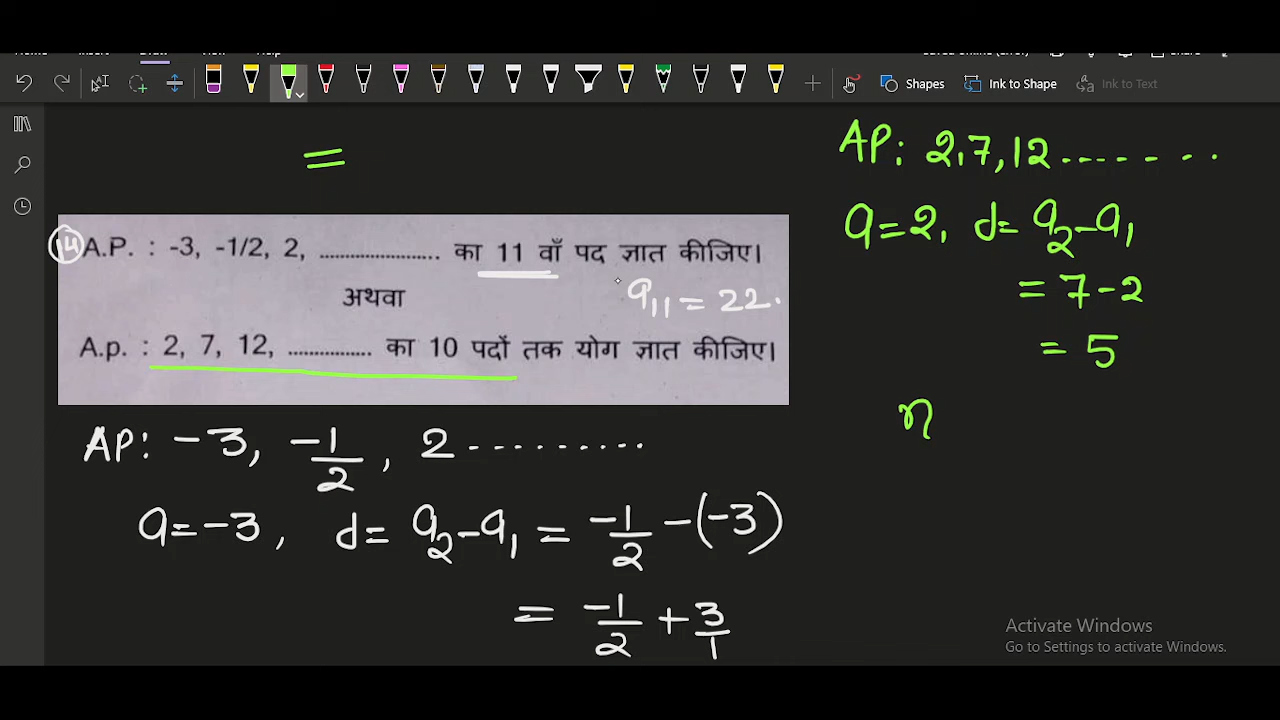 Shapes Ink to Shape Ink to Text
=
14 A.P. : -3, -1/2, 2, ........................ का 11 वाँ पद ज्ञात कीजिए।
अथवा
a₁₁ = 22.
A.p. : 2, 7, 12, ................ का 10 पदों तक योग ज्ञात कीजिए।
AP: -3, -1/2, 2 ..........
a = -3, d = a₂ - a₁ = -1/2 - (-3)
= -1/2 + 3/1
AP: 2, 7, 12 ........
a = 2, d = a₂ - a₁
= 7 - 2
= 5
n
Activate Windows
Go to Settings to activate Windows.